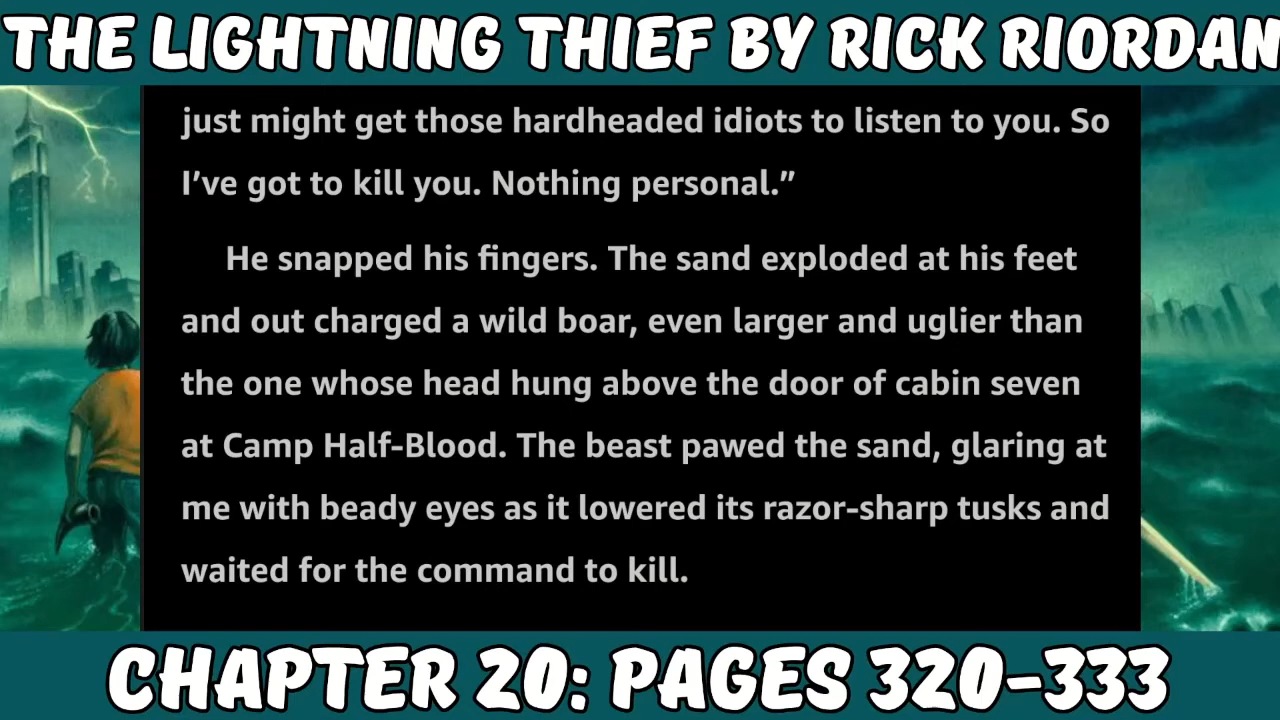 THE LIGHTNING THIEF BY RICK RIORDAN
just might get those hardheaded idiots to listen to you. So
I’ve got to kill you. Nothing personal.”
He snapped his fingers. The sand exploded at his feet
and out charged a wild boar, even larger and uglier than
the one whose head hung above the door of cabin seven
at Camp Half-Blood. The beast pawed the sand, glaring at
me with beady eyes as it lowered its razor-sharp tusks and
waited for the command to kill.
CHAPTER 20: PAGES 320-333